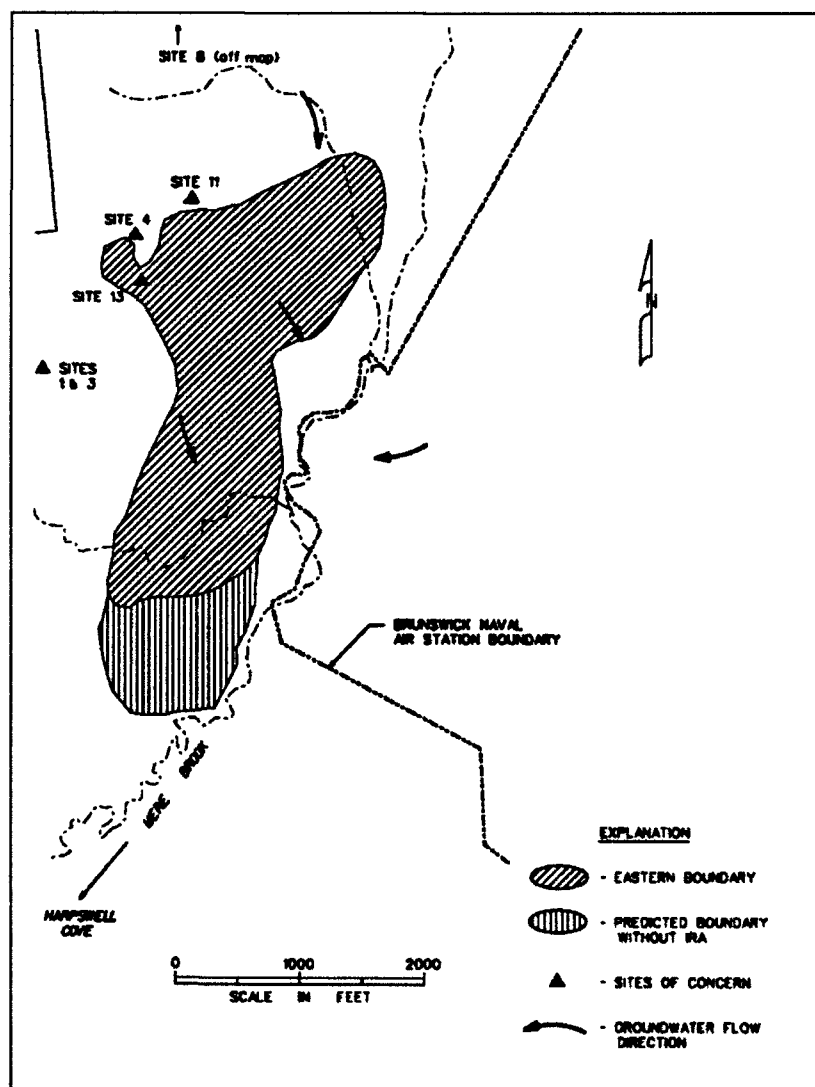 SITE 8 (off map)
SITE 11
SITE 4
SITE 13
SITES
1 & 3
N
BRUNSWICK NAVAL
AIR STATION BOUNDARY
MERE BROOK
HARPSWELL
COVE
EXPLANATION
- EASTERN BOUNDARY
- PREDICTED BOUNDARY
WITHOUT IRA
- SITES OF CONCERN
- GROUNDWATER FLOW
DIRECTION
0 1000 2000
SCALE IN FEET